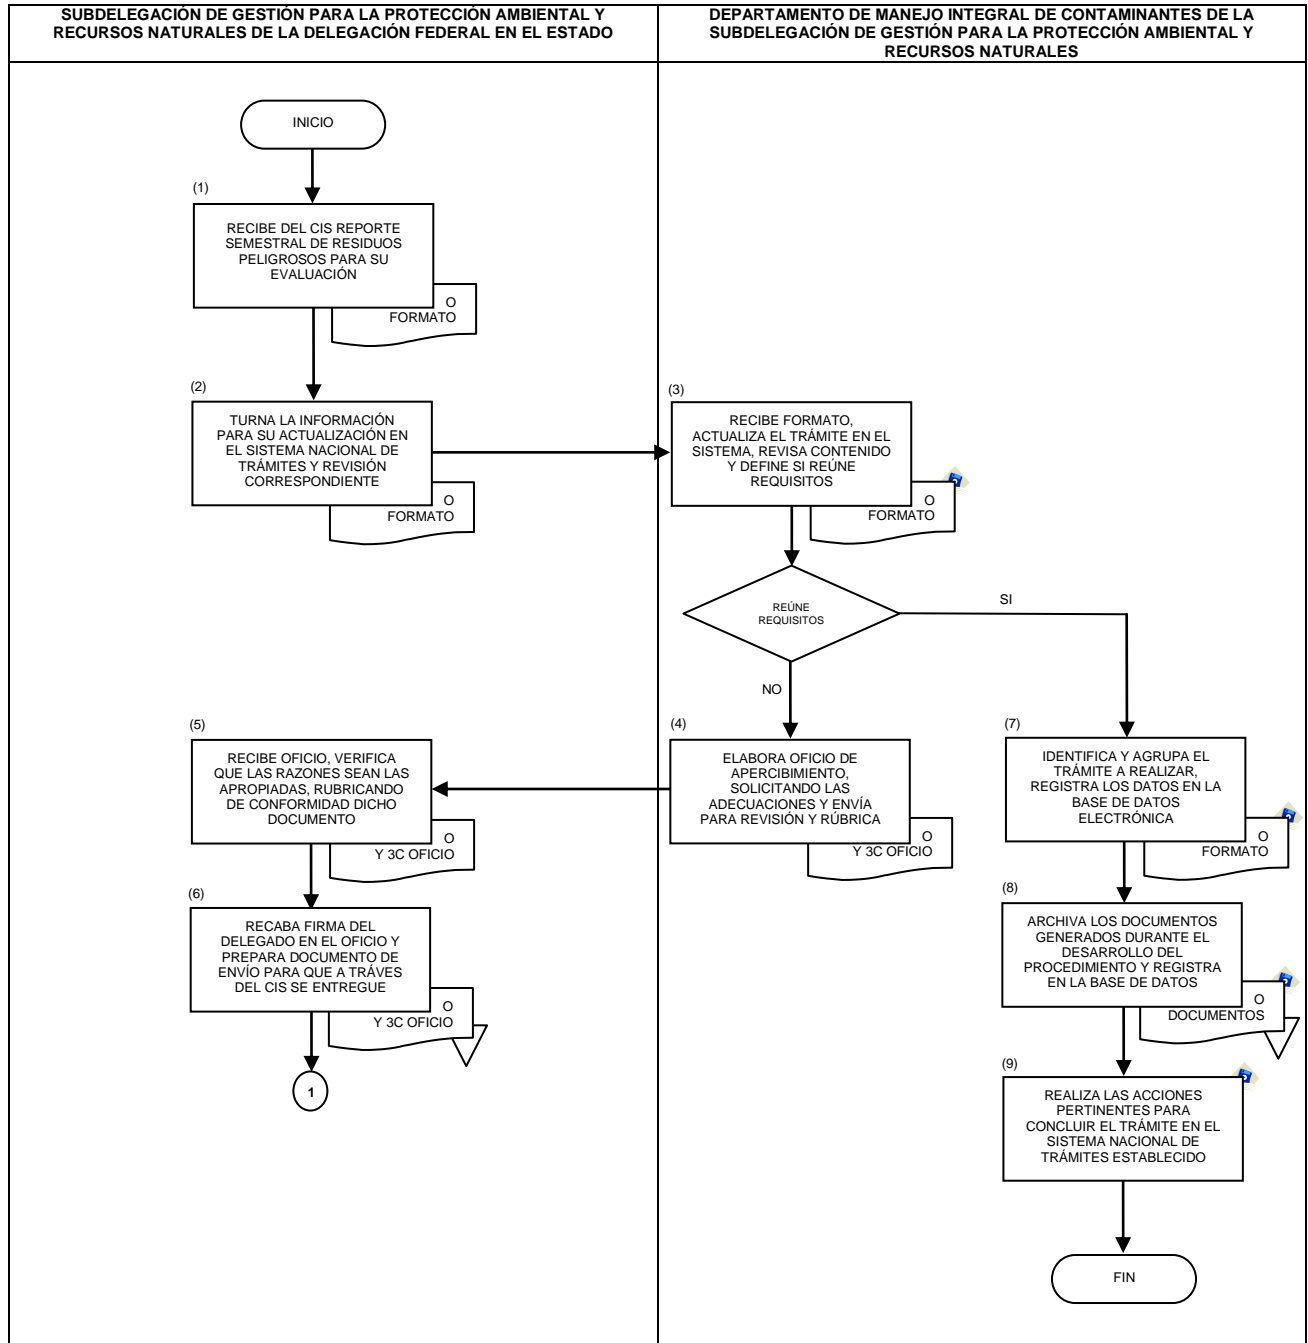 SUBDELEGACIÓN DE GESTIÓN PARA LA PROTECCIÓN AMBIENTAL Y
RECURSOS NATURALES DE LA DELEGACIÓN FEDERAL EN EL ESTADO
DEPARTAMENTO DE MANEJO INTEGRAL DE CONTAMINANTES DE LA
SUBDELEGACIÓN DE GESTIÓN PARA LA PROTECCIÓN AMBIENTAL Y
RECURSOS NATURALES
INICIO
(1)
RECIBE DEL CIS REPORTE
SEMESTRAL DE RESIDUOS
PELIGROSOS PARA SU
EVALUACIÓN
O
FORMATO
(2)
TURNA LA INFORMACIÓN
PARA SU ACTUALIZACIÓN EN
EL SISTEMA NACIONAL DE
TRÁMITES Y REVISIÓN
CORRESPONDIENTE
O
FORMATO
(3)
RECIBE FORMATO,
ACTUALIZA EL TRÁMITE EN EL
SISTEMA, REVISA CONTENIDO
Y DEFINE SI REÚNE
REQUISITOS
O
FORMATO
REÚNE
REQUISITOS
SI
NO
(4)
ELABORA OFICIO DE
APERCIBIMIENTO,
SOLICITANDO LAS
ADECUACIONES Y ENVÍA
PARA REVISIÓN Y RÚBRICA
O
Y 3C OFICIO
(5)
RECIBE OFICIO, VERIFICA
QUE LAS RAZONES SEAN LAS
APROPIADAS, RUBRICANDO
DE CONFORMIDAD DICHO
DOCUMENTO
O
Y 3C OFICIO
(6)
RECABA FIRMA DEL
DELEGADO EN EL OFICIO Y
PREPARA DOCUMENTO DE
ENVÍO PARA QUE A TRÁVES
DEL CIS SE ENTREGUE
O
Y 3C OFICIO
1
(7)
IDENTIFICA Y AGRUPA EL
TRÁMITE A REALIZAR,
REGISTRA LOS DATOS EN LA
BASE DE DATOS
ELECTRÓNICA
O
FORMATO
(8)
ARCHIVA LOS DOCUMENTOS
GENERADOS DURANTE EL
DESARROLLO DEL
PROCEDIMIENTO Y REGISTRA
EN LA BASE DE DATOS
O
DOCUMENTOS
(9)
REALIZA LAS ACCIONES
PERTINENTES PARA
CONCLUIR EL TRÁMITE EN EL
SISTEMA NACIONAL DE
TRÁMITES ESTABLECIDO
FIN